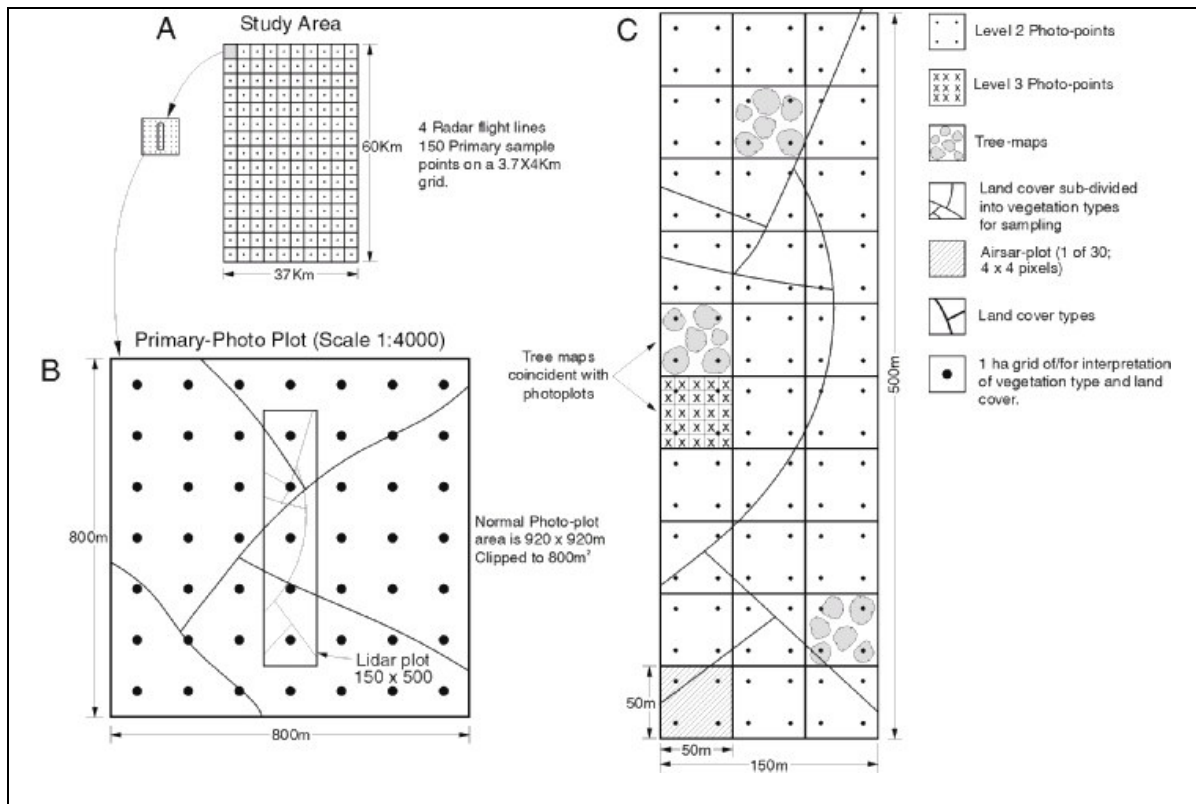 A
Study Area
60Km
37Km
4 Radar flight lines
150 Primary sample
points on a 3.7X4Km
grid.
B
Primary-Photo Plot (Scale 1:4000)
800m
800m
Normal Photo-plot
area is 920 x 920m
Clipped to 800m²
Lidar plot
150 x 500
C
Tree maps
coincident with
photoplots
X X X X X
X X X X X
X X X X X
X X X X X
X X X X X
500m
50m
50m
150m
Level 2 Photo-points
X X X X
X X X X
X X X X
X X X X
Level 3 Photo-points
Tree-maps
Land cover sub-divided
into vegetation types
for sampling
Airsar-plot (1 of 30;
4 x 4 pixels)
Land cover types
1 ha grid of/for interpretation
of vegetation type and land
cover.